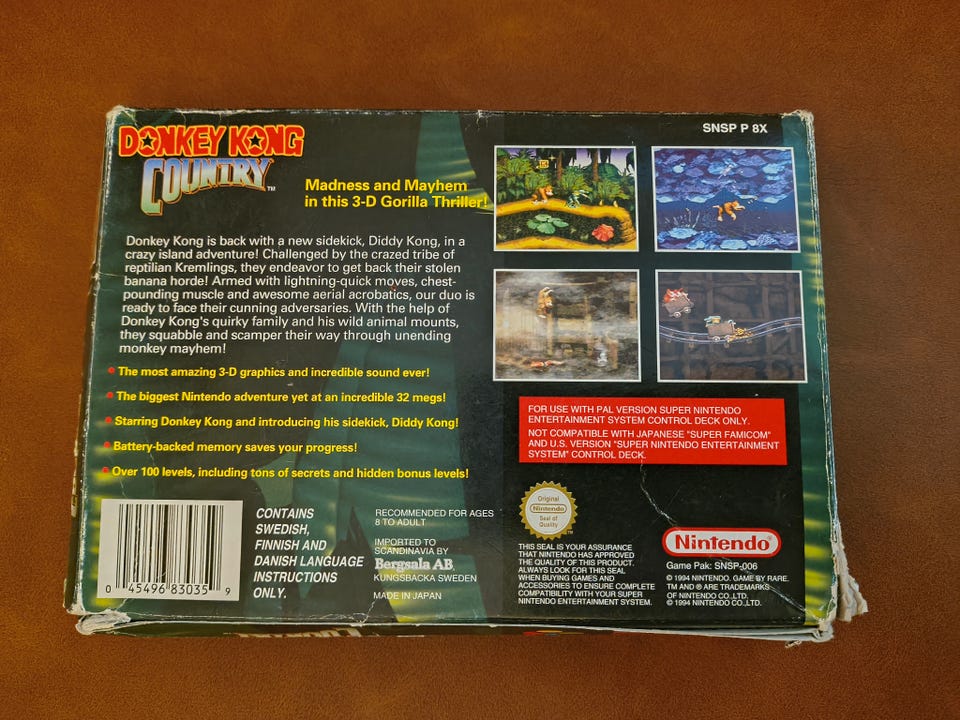 DONKEY KONG
COUNTRY™
Madness and Mayhem
in this 3-D Gorilla Thriller!
Donkey Kong is back with a new sidekick, Diddy Kong, in a
crazy island adventure! Challenged by the crazed tribe of
reptilian Kremlings, they endeavor to get back their stolen
banana horde! Armed with lightning-quick moves, chest-
pounding muscle and awesome aerial acrobatics, our duo is
ready to face their cunning adversaries. With the help of
Donkey Kong's quirky family and his wild animal mounts,
they squabble and scamper their way through unending
monkey mayhem!
• The most amazing 3-D graphics and incredible sound ever!
• The biggest Nintendo adventure yet at an incredible 32 megs!
• Starring Donkey Kong and introducing his sidekick, Diddy Kong!
• Battery-backed memory saves your progress!
• Over 100 levels, including tons of secrets and hidden bonus levels!
0 45496 83035 9
CONTAINS
SWEDISH,
FINNISH AND
DANISH LANGUAGE
INSTRUCTIONS
ONLY.
RECOMMENDED FOR AGES
8 TO ADULT
IMPORTED TO
SCANDINAVIA BY
Bergsala AB
KUNGSBACKA SWEDEN
MADE IN JAPAN
SNSP P 8X
FOR USE WITH PAL VERSION SUPER NINTENDO
ENTERTAINMENT SYSTEM CONTROL DECK ONLY.
NOT COMPATIBLE WITH JAPANESE "SUPER FAMICOM"
AND U.S. VERSION "SUPER NINTENDO ENTERTAINMENT
SYSTEM" CONTROL DECK.
Original
Nintendo
Seal of
Quality
™
THIS SEAL IS YOUR ASSURANCE
THAT NINTENDO HAS APPROVED
THE QUALITY OF THIS PRODUCT.
ALWAYS LOOK FOR THIS SEAL
WHEN BUYING GAMES AND
ACCESSORIES TO ENSURE COMPLETE
COMPATIBILITY WITH YOUR SUPER
NINTENDO ENTERTAINMENT SYSTEM.
Nintendo®
Game Pak: SNSP-006
© 1994 NINTENDO. GAME BY RARE.
TM AND ® ARE TRADEMARKS
OF NINTENDO CO.,LTD.
© 1994 NINTENDO CO.,LTD.